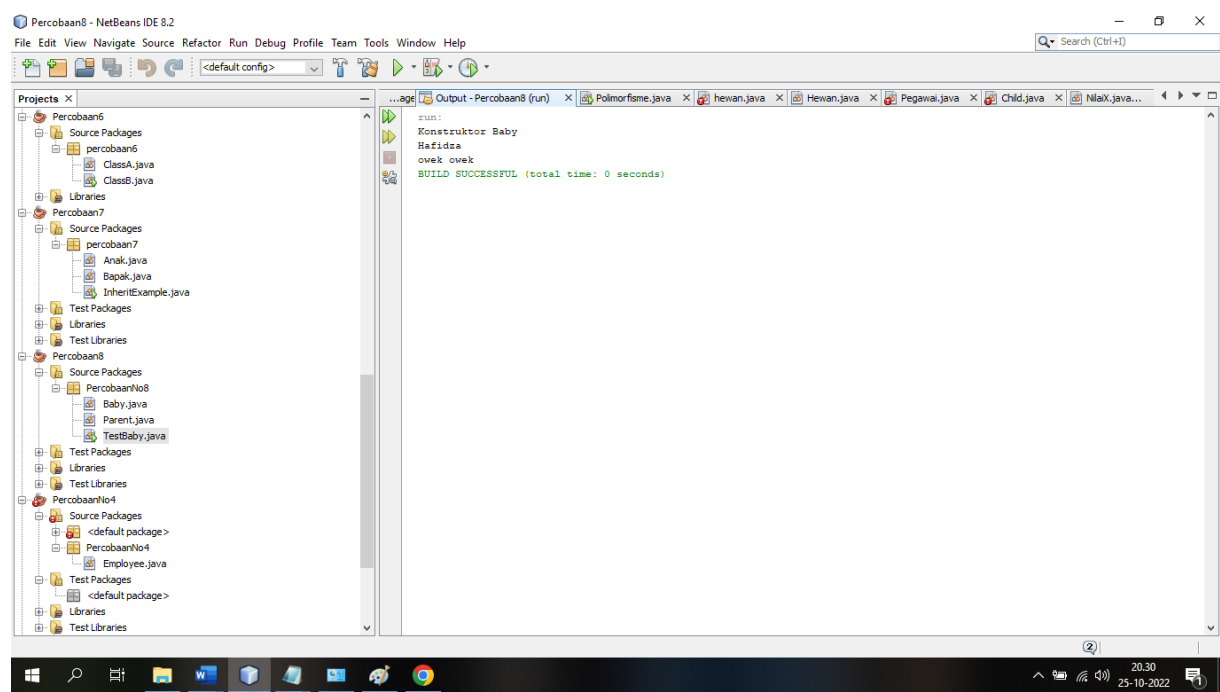 Percobaan8 - NetBeans IDE 8.2
File Edit View Navigate Source Refactor Run Debug Profile Team Tools Window Help
Search (Ctrl+I)
<default config>
Projects
...age Output - Percobaan8 (run) Polimorfisme.java hewan.java Hewan.java Pegawai.java Child.java NilaiX.java...
Percobaan6
Source Packages
percobaan6
ClassA.java
ClassB.java
Libraries
Percobaan7
Source Packages
percobaan7
Anak.java
Bapak.java
InheritExample.java
Test Packages
Libraries
Test Libraries
Percobaan8
Source Packages
PercobaanNo8
Baby.java
Parent.java
TestBaby.java
Test Packages
Libraries
Test Libraries
PercobaanNo4
Source Packages
<default package>
PercobaanNo4
Employee.java
Test Packages
<default package>
Libraries
Test Libraries
run:
Konstruktor Baby
Hafidza
owek owek
BUILD SUCCESSFUL (total time: 0 seconds)
2
20.30
25-10-2022
1